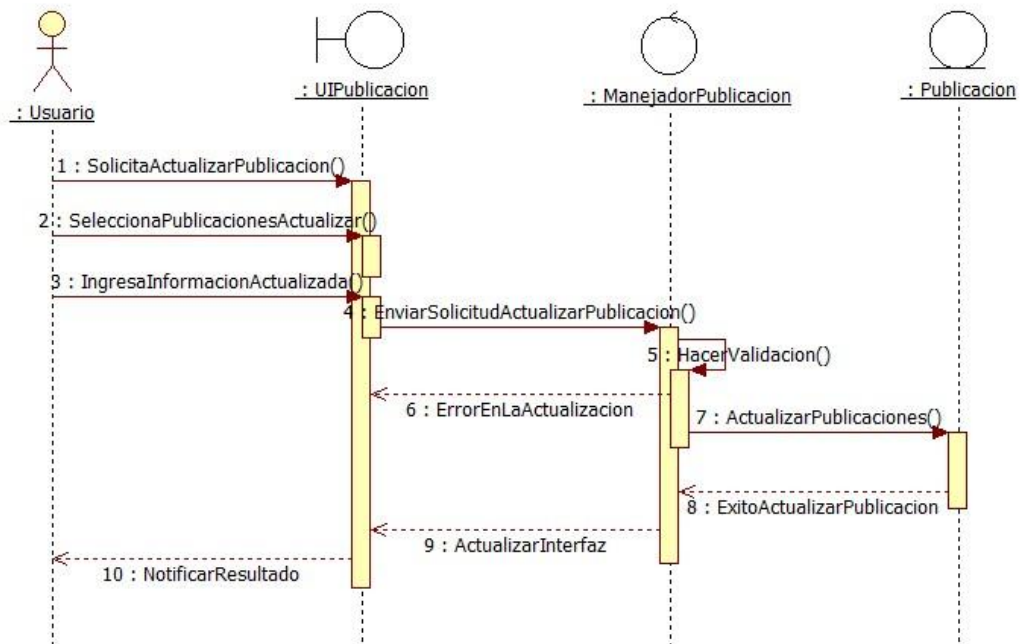 : Usuario
: UIPublicacion
: ManejadorPublicacion
: Publicacion
1 : SolicitaActualizarPublicacion()
2 : SeleccionaPublicacionesActualizar()
3 : IngresaInformacionActualizada()
4 : EnviarSolicitudActualizarPublicacion()
5 : HacerValidacion()
6 : ErrorEnLaActualizacion
7 : ActualizarPublicaciones()
8 : ExitoActualizarPublicacion
9 : ActualizarInterfaz
10 : NotificarResultado